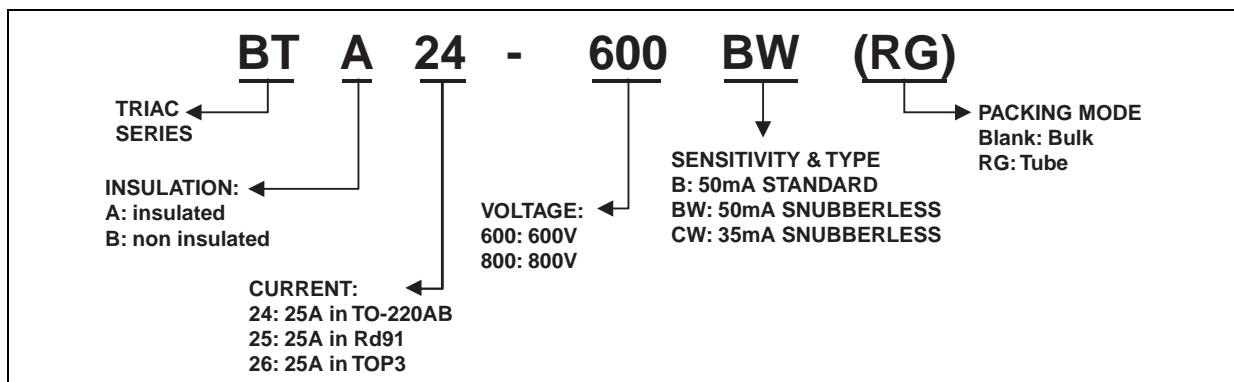 BT A 24 - 600 BW (RG)
TRIAC
SERIES
INSULATION:
A: insulated
B: non insulated
CURRENT:
24: 25A in TO-220AB
25: 25A in Rd91
26: 25A in TOP3
VOLTAGE:
600: 600V
800: 800V
SENSITIVITY & TYPE
B: 50mA STANDARD
BW: 50mA SNUBBERLESS
CW: 35mA SNUBBERLESS
PACKING MODE
Blank: Bulk
RG: Tube